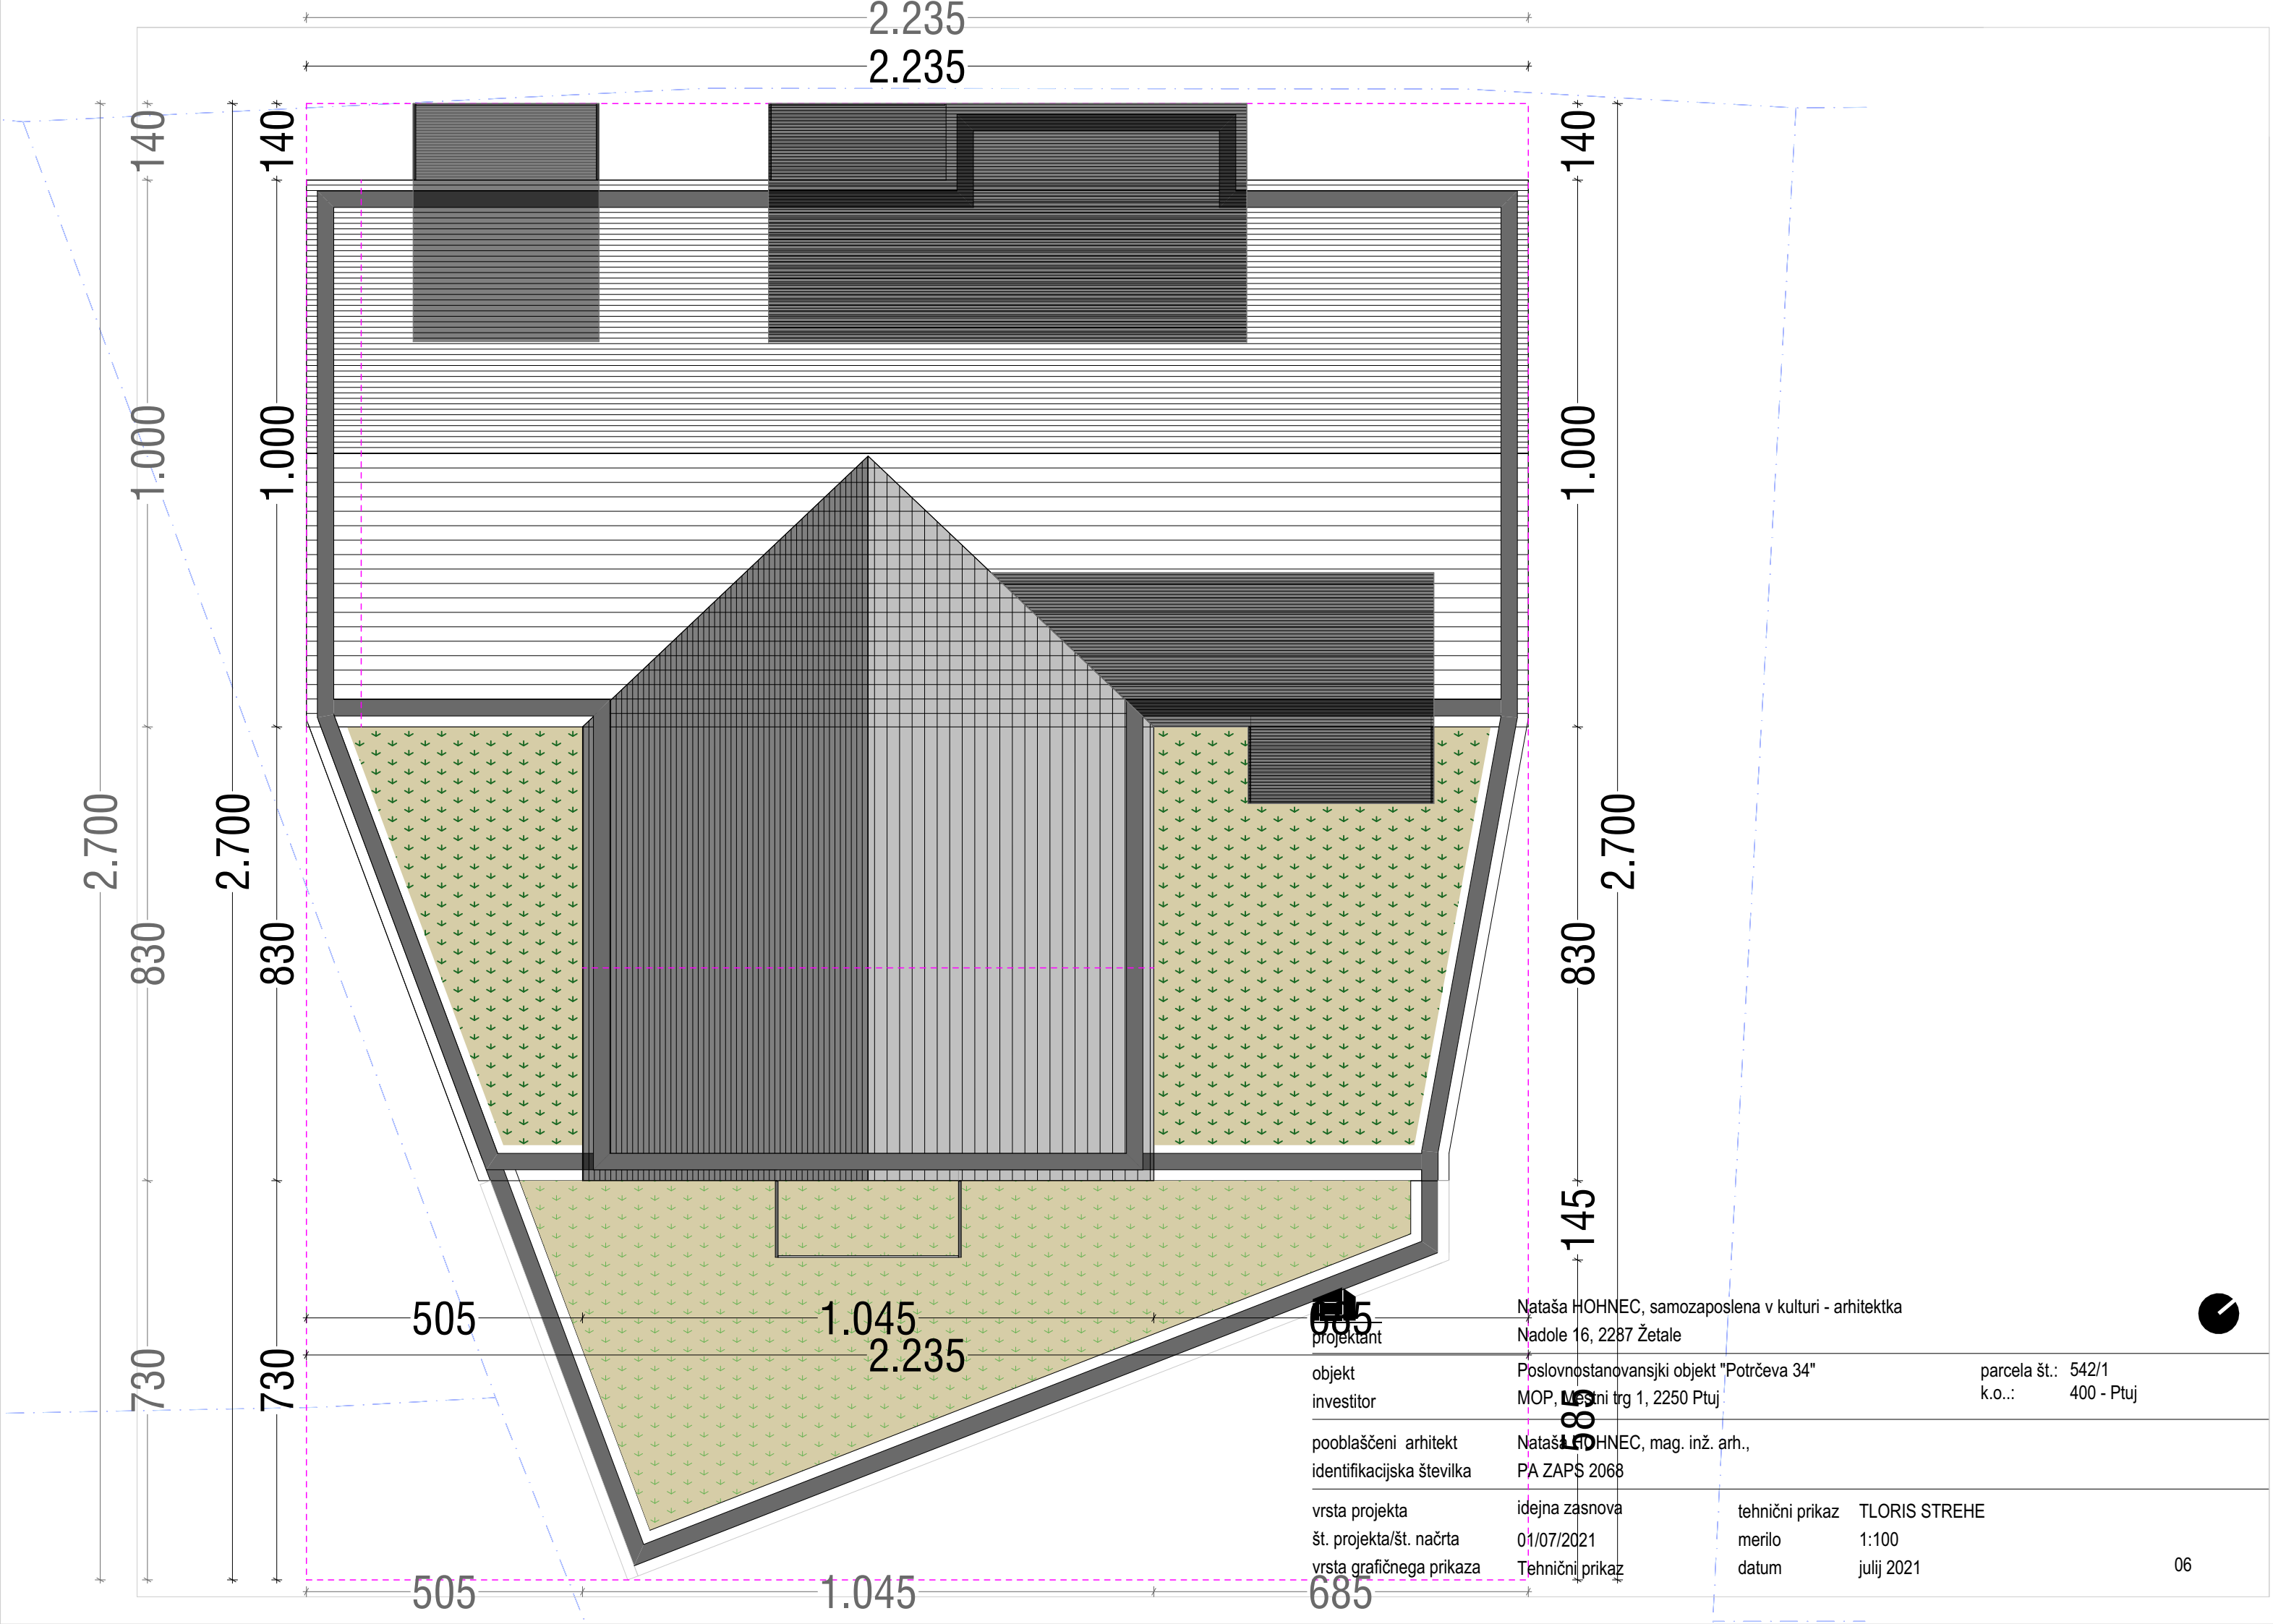 2.235
2.235
140
140
140
1.000
1.000
1.000
2.700
2.700
2.700
830
830
830
145
730
730
585
505
1.045
685
2.235
505
1.045
685
projektant
Nataša HOHNEC, samozaposlena v kulturi - arhitektka
Nadole 16, 2287 Žetale
objekt Poslovnostanovansjki objekt "Potrčeva 34" parcela št.: 542/1
investitor MOP, Mestni trg 1, 2250 Ptuj k.o..: 400 - Ptuj
pooblaščeni arhitekt Nataša HOHNEC, mag. inž. arh.,
identifikacijska številka PA ZAPS 2068
vrsta projekta idejna zasnova tehnični prikaz TLORIS STREHE
št. projekta/št. načrta 01/07/2021 merilo 1:100
vrsta grafičnega prikaza Tehnični prikaz datum julij 2021 06